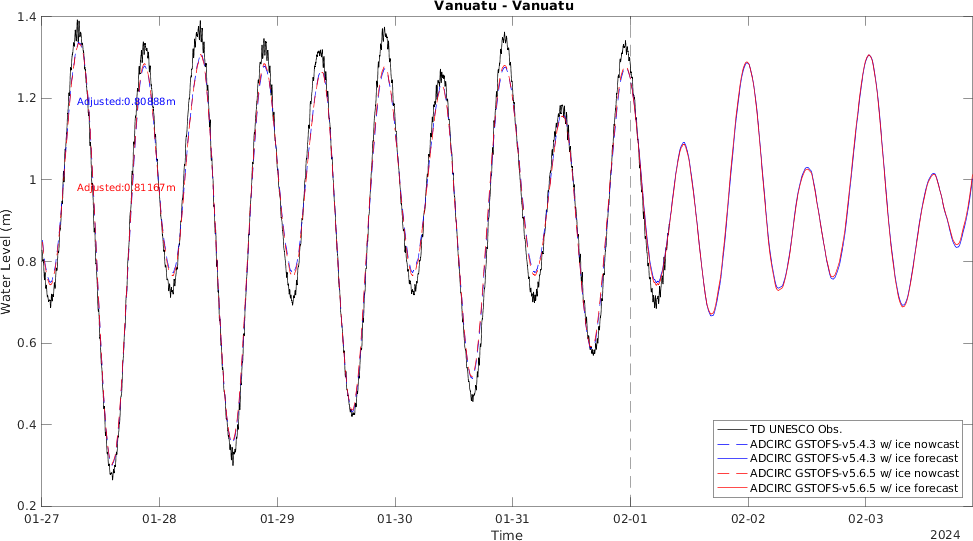 Vanuatu - Vanuatu
1.4
1.2
1
0.8
0.6
0.4
0.2
Water Level (m)
Adjusted:0.80888m
Adjusted:0.81167m
TD UNESCO Obs.
ADCIRC GSTOFS-v5.4.3 w/ ice nowcast
ADCIRC GSTOFS-v5.4.3 w/ ice forecast
ADCIRC GSTOFS-v5.6.5 w/ ice nowcast
ADCIRC GSTOFS-v5.6.5 w/ ice forecast
01-27 01-28 01-29 01-30 01-31 02-01 02-02 02-03
Time
2024